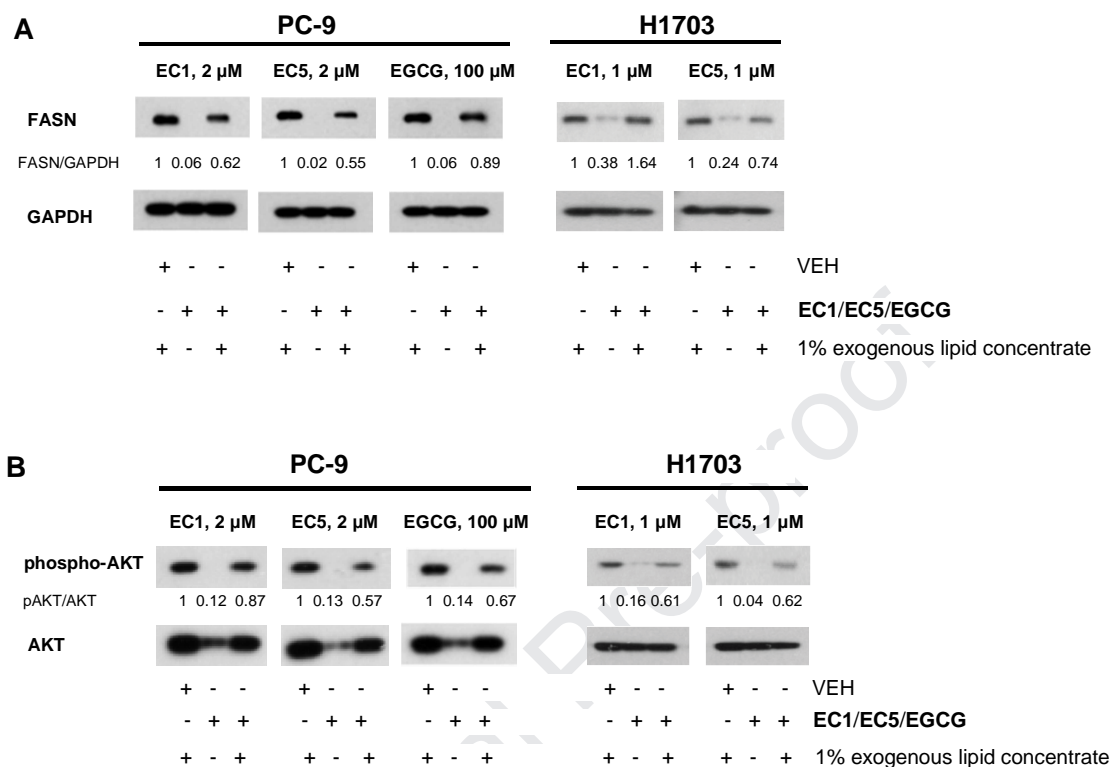 A
PC-9 H1703
EC1, 2 µM EC5, 2 µM EGCG, 100 µM EC1, 1 µM EC5, 1 µM
FASN
FASN/GAPDH 1 0.06 0.62 1 0.02 0.55 1 0.06 0.89 1 0.38 1.64 1 0.24 0.74
GAPDH
+ - - + - - + - - + - - + - - VEH
- + + - + + - + + - + + - + + EC1/EC5/EGCG
+ - + + - + + - + + - + + - + 1% exogenous lipid concentrate
B
PC-9 H1703
EC1, 2 µM EC5, 2 µM EGCG, 100 µM EC1, 1 µM EC5, 1 µM
phospho-AKT
pAKT/AKT 1 0.12 0.87 1 0.13 0.57 1 0.14 0.67 1 0.16 0.61 1 0.04 0.62
AKT
+ - - + - - + - - + - - + - - VEH
- + + - + + - + + - + + - + + EC1/EC5/EGCG
+ - + + - + + - + + - + + - + 1% exogenous lipid concentrate
Pre-proof